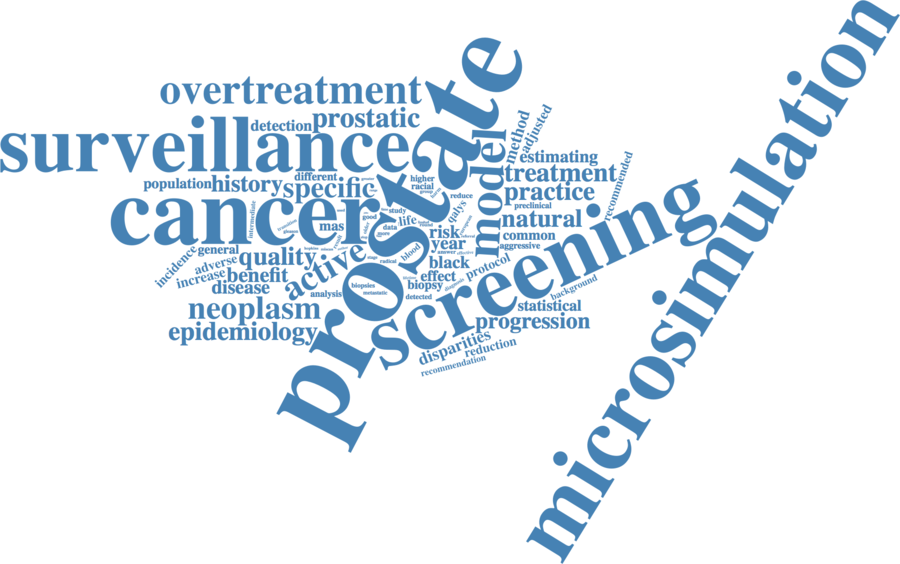 microsimulation
prostate
overtreatment
prostatic
detection
surveillance
method
adjusted
estimating
model
treatment
recommended
population
history
different
specific
higher
racial
reduce
practice
preclinical
cancer
intermediate
mas
good
study
data
life
qalys
natural
risk
year
common
aggressive
screening
incidence
general
adverse
increase
quality
benefit
disease
active
analysis
biopsies
metastatic
stage
radical
blood
black
effect
biopsy
detected
protocol
background
neoplasm
epidemiology
statistical
progression
disparities
reduction
recommendation